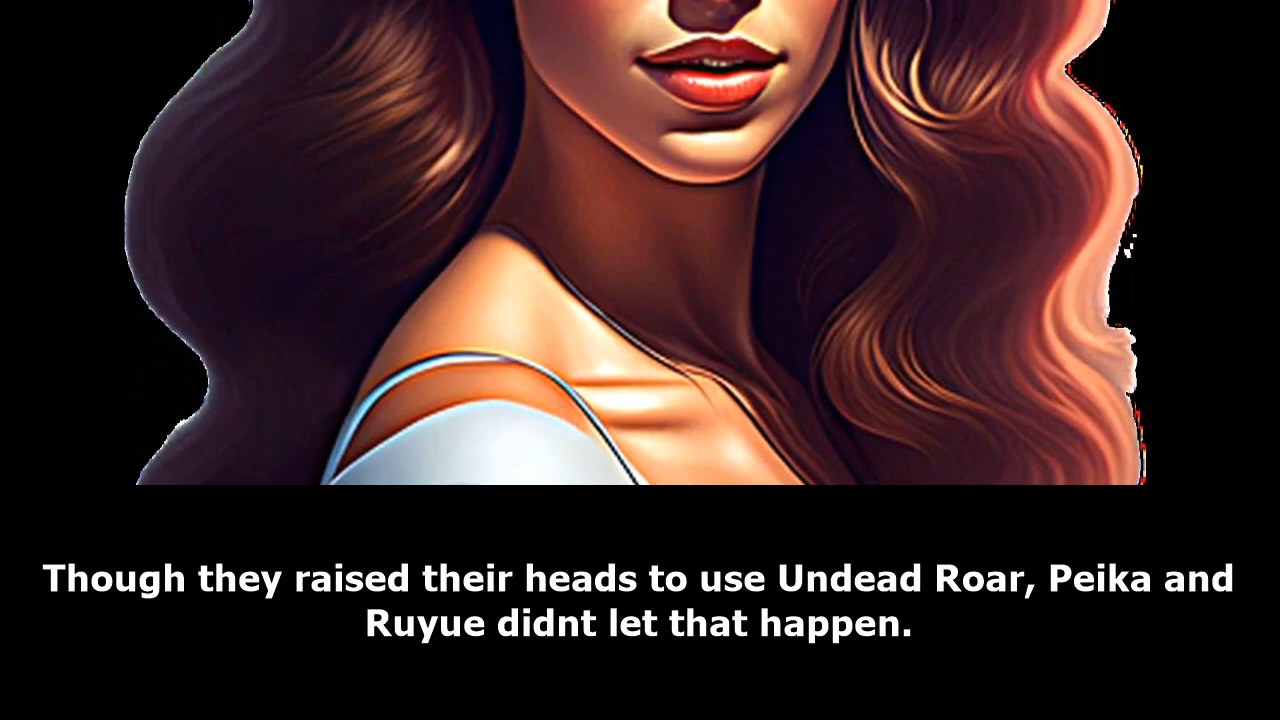 Though they raised their heads to use Undead Roar, Peika and
Ruyue didnt let that happen.